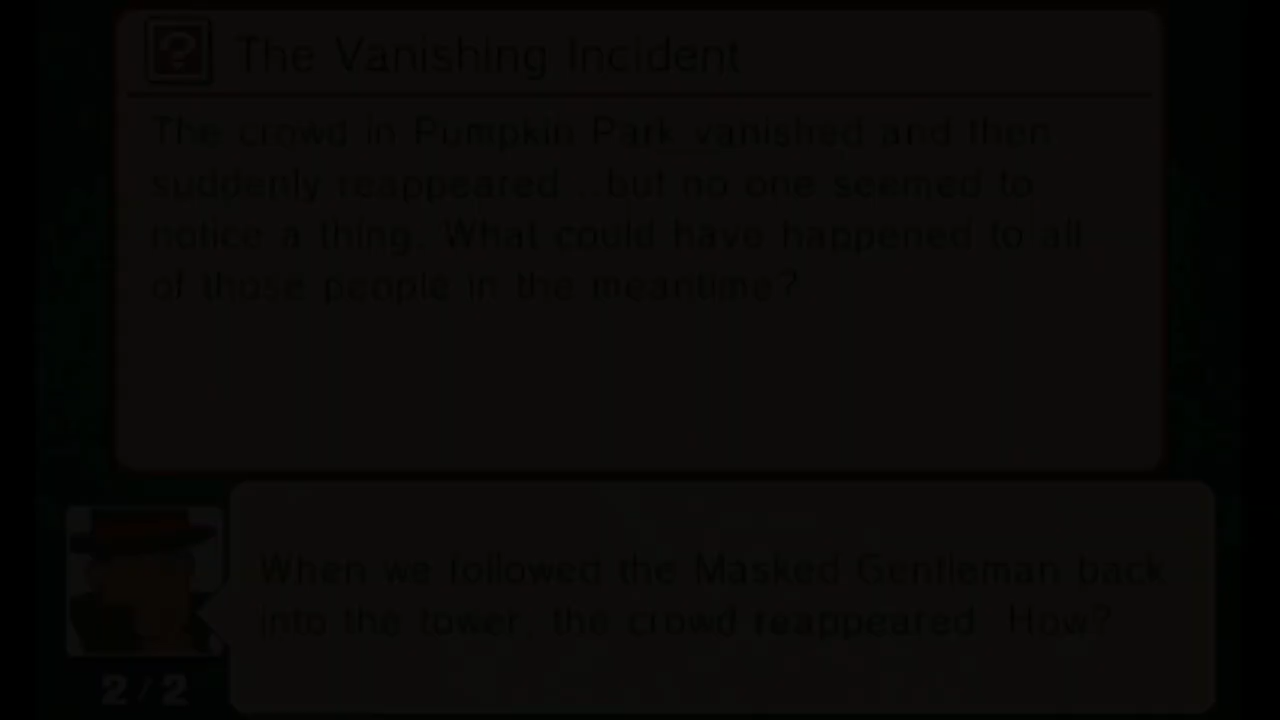 The Vanishing Incident
The crowd in Pumpkin Park vanished and then
suddenly reappeared...but no one seemed to
notice a thing. What could have happened to all
of those people in the meantime?
When we followed the Masked Gentleman back
into the tower, the crowd reappeared. How?
2/2